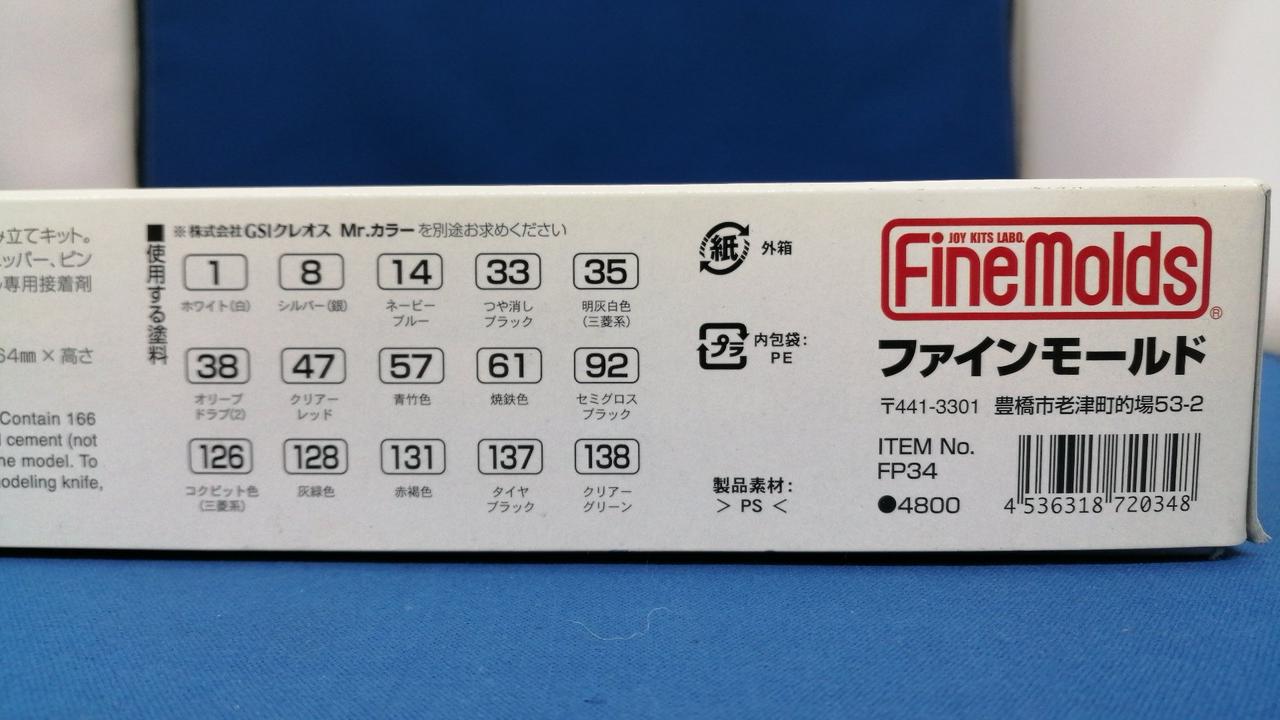 み立てキット。
ッパー、ピン
専用接着剤
64mm × 高さ
Contain 166
cement (not
model. To
modeling knife,
■使用する塗料
※株式会社GSIクレオス Mr.カラーを別途お求めください
1 8 14 33 35
ホワイト(白) シルバー(銀) ネービーブルー つや消しブラック 明灰白色(三菱系)
38 47 57 61 92
オリーブドラブ(2) クリアーレッド 青竹色 焼鉄色 セミグロスブラック
126 128 131 137 138
コクピット色(三菱系) 灰緑色 赤褐色 タイヤブラック クリアーグリーン
紙 外箱
プラ 内包袋:
PE
製品素材:
> PS <
JOY KITS LABO.
FineMolds®
ファインモールド
〒441-3301 豊橋市老津町的場53-2
ITEM No.
FP34
●4800
4 536318 720348